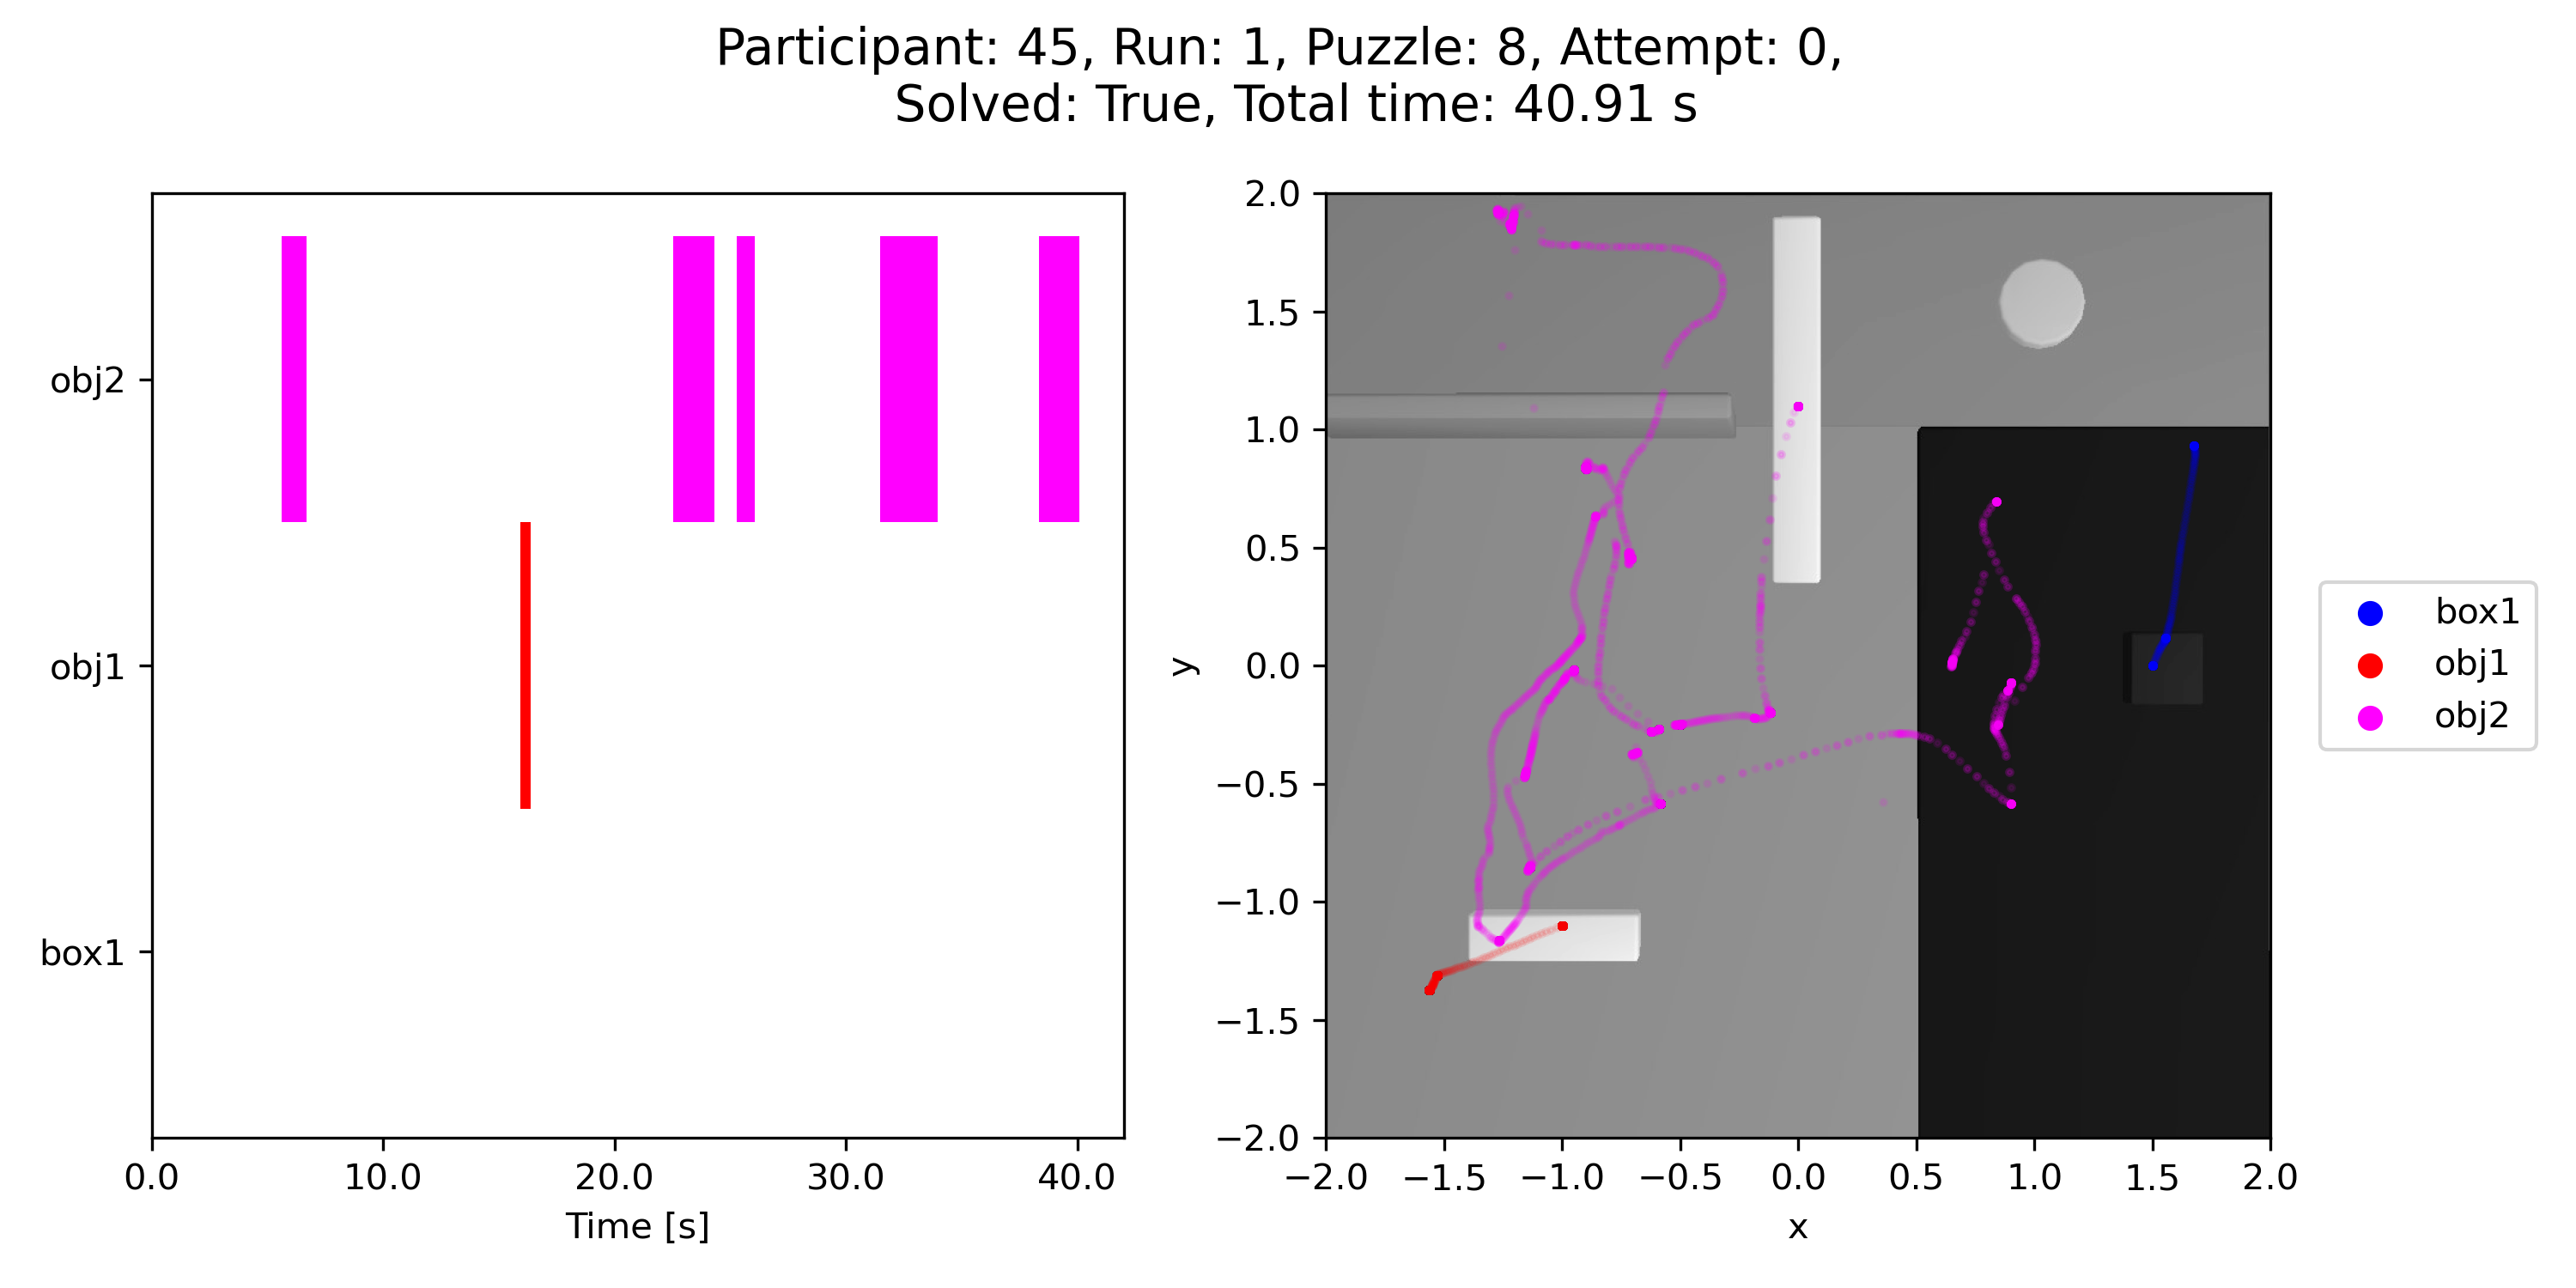 Participant: 45, Run: 1, Puzzle: 8, Attempt: 0,
Solved: True, Total time: 40.91 s
obj2
obj1
box1
0.0 10.0 20.0 30.0 40.0
Time [s]
2.0
1.5
1.0
0.5
0.0
−0.5
−1.0
−1.5
−2.0
y
−2.0 −1.5 −1.0 −0.5 0.0 0.5 1.0 1.5 2.0
x
box1
obj1
obj2